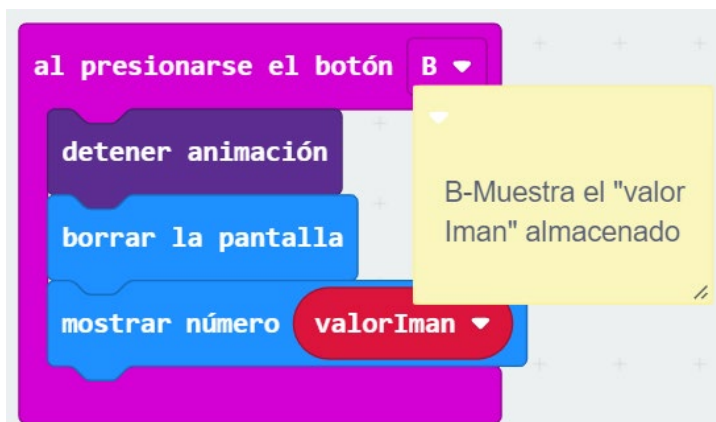 al presionarse el botón B
detener animación
borrar la pantalla
mostrar número valorIman
B-Muestra el "valor
Iman" almacenado